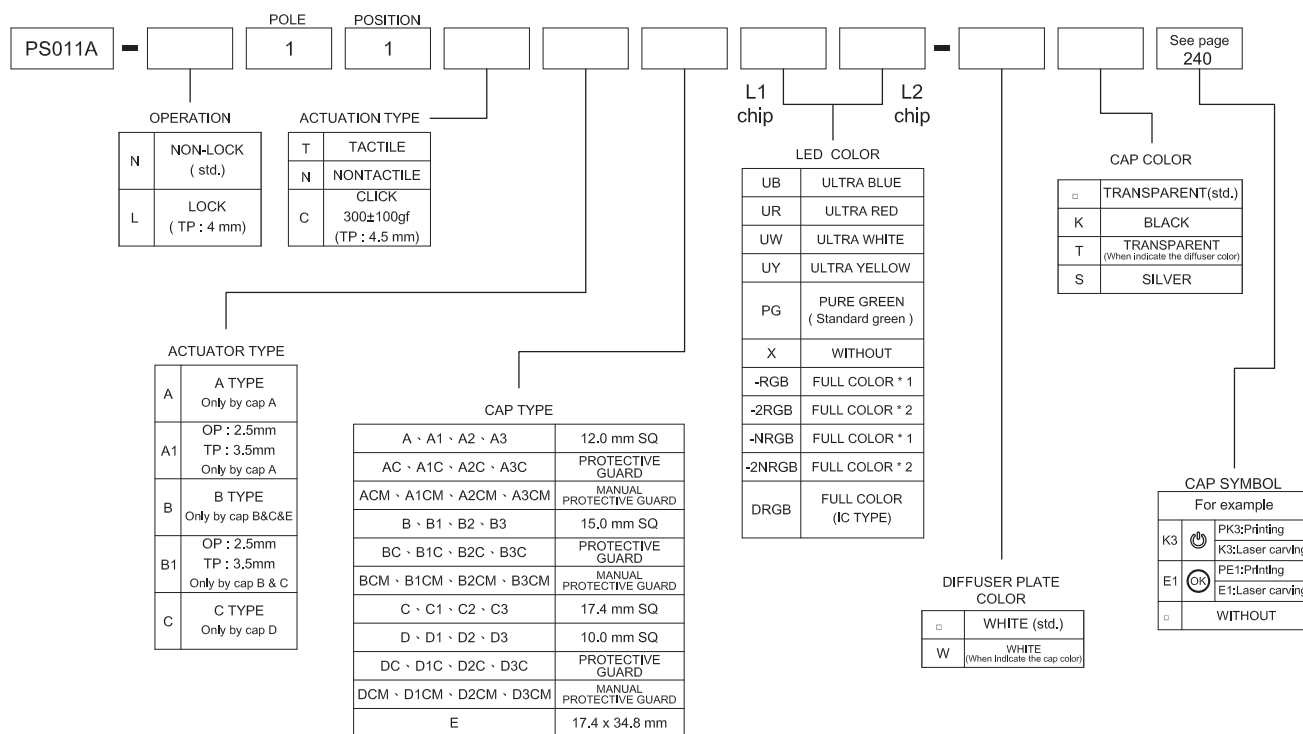 POLE
POSITION
PS011A
1
1
See page
240
L1
chip
L2
chip
OPERATION
N NON-LOCK
( std.)
L LOCK
( TP : 4 mm)
ACTUATION TYPE
T TACTILE
N NONTACTILE
C CLICK
300±100gf
(TP : 4.5 mm)
LED COLOR
UB ULTRA BLUE
UR ULTRA RED
UW ULTRA WHITE
UY ULTRA YELLOW
PG PURE GREEN
( Standard green )
X WITHOUT
-RGB FULL COLOR * 1
-2RGB FULL COLOR * 2
-NRGB FULL COLOR * 1
-2NRGB FULL COLOR * 2
DRGB FULL COLOR
(IC TYPE)
CAP COLOR
□ TRANSPARENT(std.)
K BLACK
T TRANSPARENT
(When indicate the diffuser color)
S SILVER
ACTUATOR TYPE
A A TYPE
Only by cap A
A1 OP : 2.5mm
TP : 3.5mm
Only by cap A
B B TYPE
Only by cap B&C&E
B1 OP : 2.5mm
TP : 3.5mm
Only by cap B & C
C C TYPE
Only by cap D
CAP TYPE
A、A1、A2、A3 12.0 mm SQ
AC、A1C、A2C、A3C PROTECTIVE
GUARD
ACM、A1CM、A2CM、A3CM MANUAL
PROTECTIVE GUARD
B、B1、B2、B3 15.0 mm SQ
BC、B1C、B2C、B3C PROTECTIVE
GUARD
BCM、B1CM、B2CM、B3CM MANUAL
PROTECTIVE GUARD
C、C1、C2、C3 17.4 mm SQ
D、D1、D2、D3 10.0 mm SQ
DC、D1C、D2C、D3C PROTECTIVE
GUARD
DCM、D1CM、D2CM、D3CM MANUAL
PROTECTIVE GUARD
E 17.4 x 34.8 mm
DIFFUSER PLATE
COLOR
□ WHITE (std.)
W WHITE
(When Indicate the cap color)
CAP SYMBOL
For example
K3 PK3:Printing
K3:Laser carving
E1 OK PE1:Printing
E1:Laser carving
□ WITHOUT